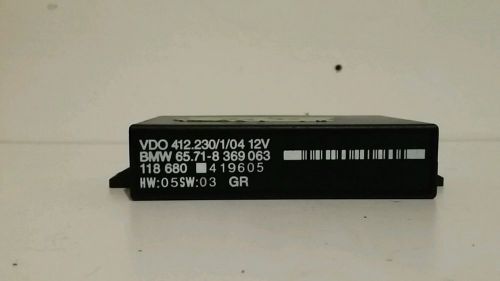 VDO 412.230/1/04 12V
BMW 65.71-8 369 063
118 680 419605
HW:05SW:03 GR